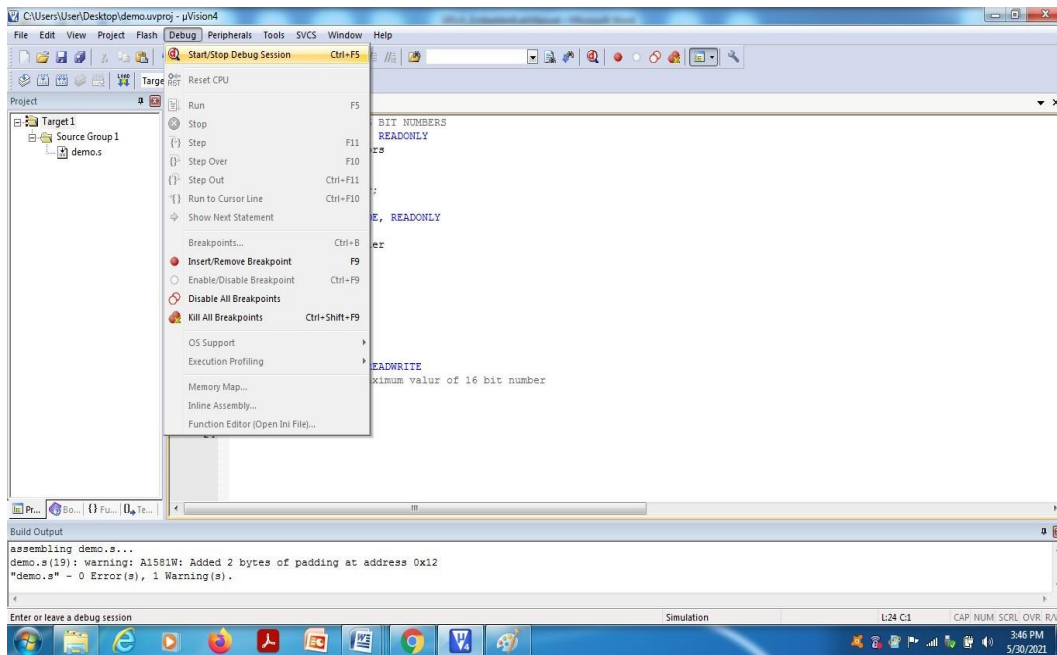 C:\Users\User\Desktop\demo.uvproj - µVision4
File Edit View Project Flash Debug Peripherals Tools SVCS Window Help
Start/Stop Debug Session Ctrl+F5
Reset CPU
Targe
Project
Run F5
Stop
Step F11
Step Over F10
Step Out Ctrl+F11
Run to Cursor Line Ctrl+F10
Show Next Statement
Breakpoints... Ctrl+B
Insert/Remove Breakpoint F9
Enable/Disable Breakpoint Ctrl+F9
Disable All Breakpoints
Kill All Breakpoints Ctrl+Shift+F9
OS Support
Execution Profiling
Memory Map...
Inline Assembly...
Function Editor (Open Ini File)...
Target 1
Source Group 1
demo.s
BIT NUMBERS
READONLY
rs
E, READONLY
er
EADWRITE
ximum valur of 16 bit number
Pr... Bo... {} Fu... Te...
Build Output
assembling demo.s...
demo.s(19): warning: A1581W: Added 2 bytes of padding at address 0x12
"demo.s" - 0 Error(s), 1 Warning(s).
Enter or leave a debug session Simulation L:24 C:1 CAP NUM SCRL OVR R/
3:46 PM
5/30/2021